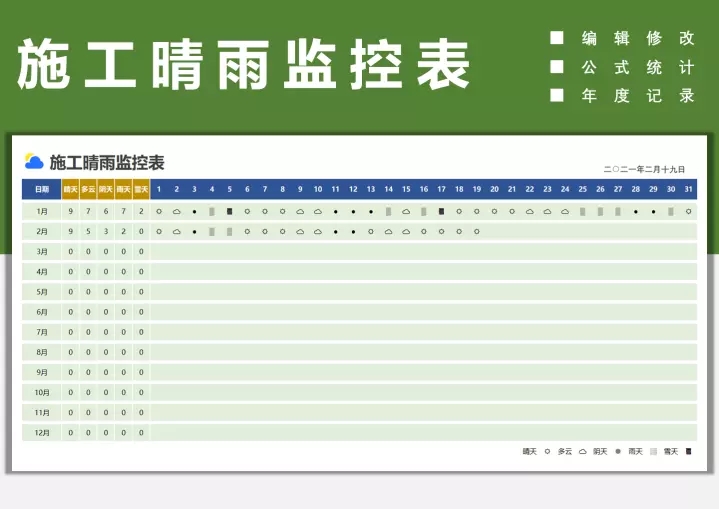 施工晴雨监控表
■ 编辑修改
■ 公式统计
■ 年度记录
施工晴雨监控表
二〇二一年二月十九日
日期 晴天 多云 阴天 雨天 雪天 1 2 3 4 5 6 7 8 9 10 11 12 13 14 15 16 17 18 19 20 21 22 23 24 25 26 27 28 29 30 31
1月 9 7 6 7 2
2月 9 5 3 2 0
3月 0 0 0 0 0
4月 0 0 0 0 0
5月 0 0 0 0 0
6月 0 0 0 0 0
7月 0 0 0 0 0
8月 0 0 0 0 0
9月 0 0 0 0 0
10月 0 0 0 0 0
11月 0 0 0 0 0
12月 0 0 0 0 0
晴天 多云 阴天 雨天 雪天